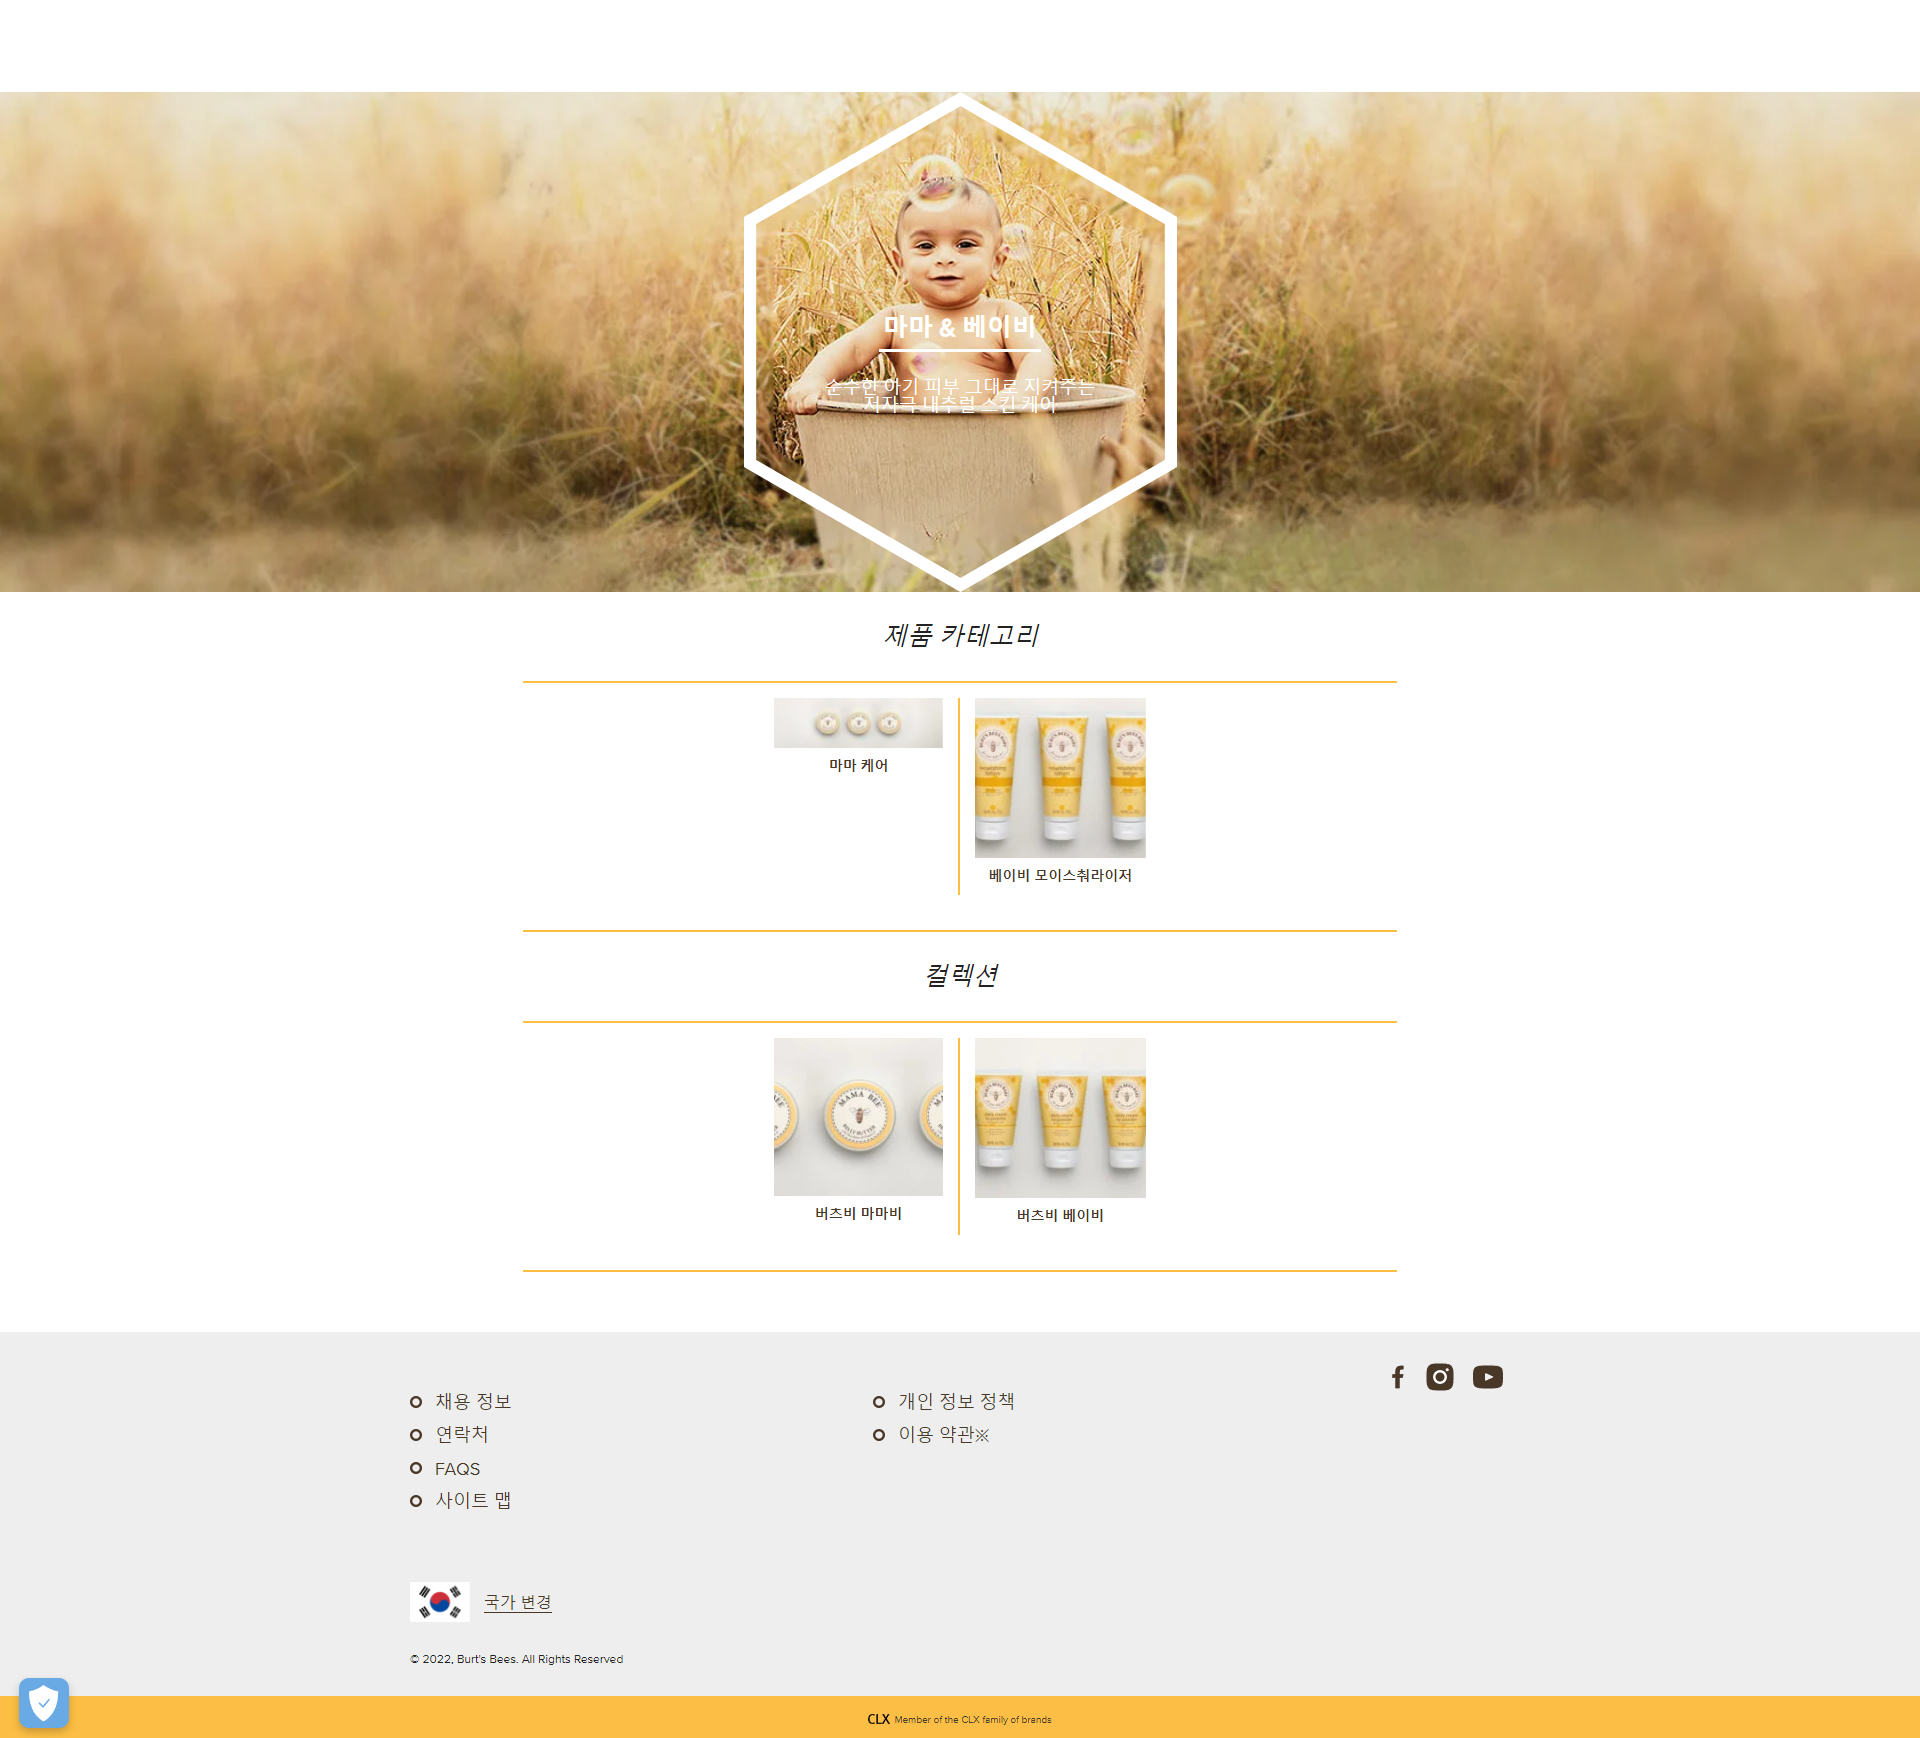 마마 & 베이비
순수한 아기 피부 그대로 지켜주는
저자극 내추럴 스킨 케어
제품 카테고리
마마 케어
베이비 모이스춰라이저
컬렉션
MAMA BEE
BELLY BUTTER
버츠비 마마비
버츠비 베이비
채용 정보
연락처
FAQS
사이트 맵
개인 정보 정책
이용 약관※
국가 변경
© 2022, Burt's Bees. All Rights Reserved
CLX Member of the CLX family of brands